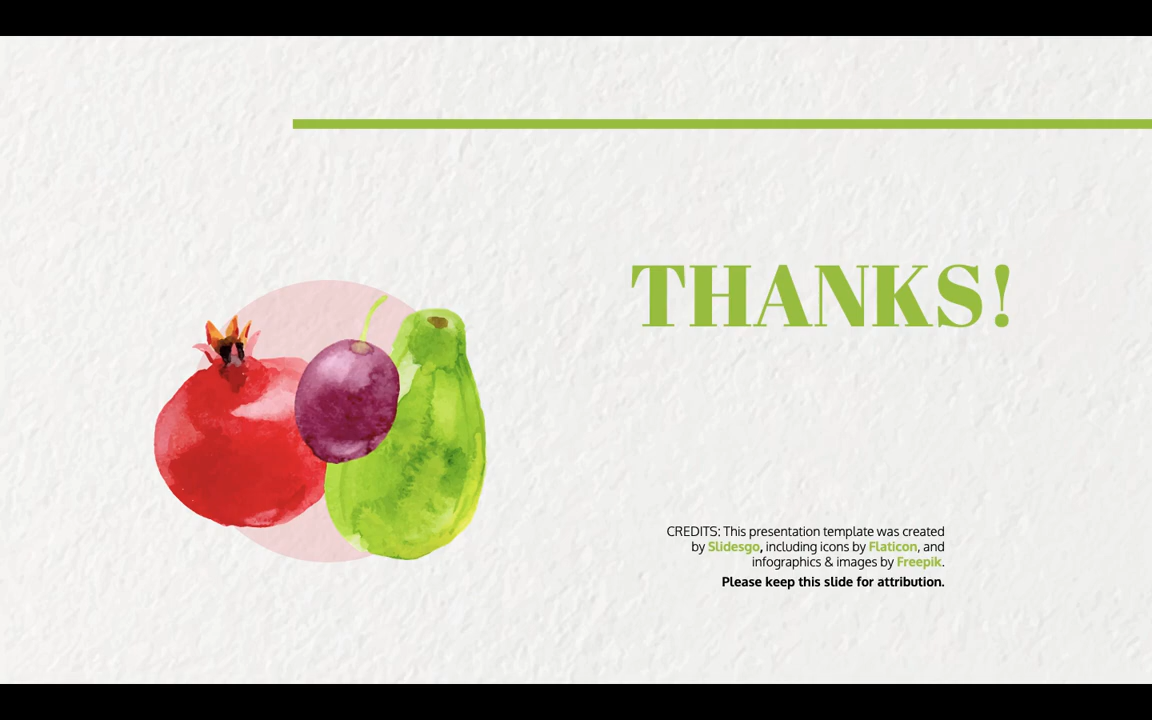 THANKS!
CREDITS: This presentation template was created
by Slidesgo, including icons by Flaticon, and
infographics & images by Freepik.
Please keep this slide for attribution.